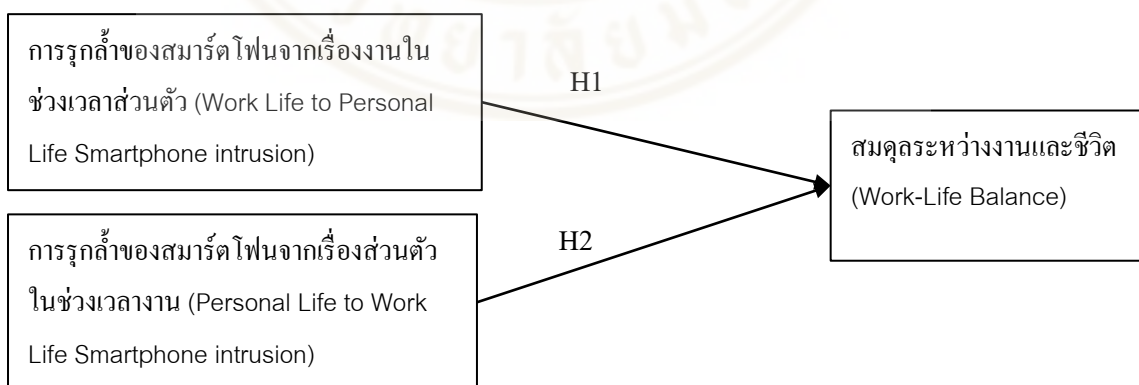 การรุกล้ำของสมาร์ตโฟนจากเรื่องงานใน
ช่วงเวลาส่วนตัว (Work Life to Personal
Life Smartphone intrusion)
H1
สมดุลระหว่างงานและชีวิต
(Work-Life Balance)
การรุกล้ำของสมาร์ตโฟนจากเรื่องส่วนตัว
ในช่วงเวลางาน (Personal Life to Work
Life Smartphone intrusion)
H2